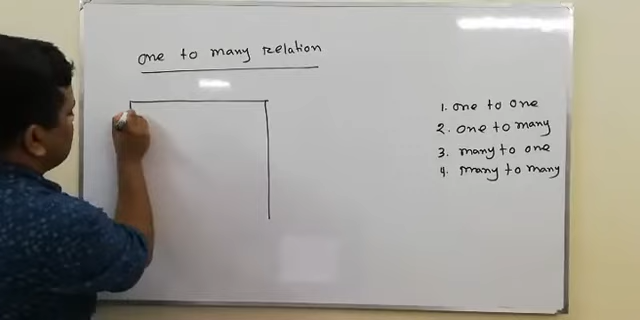 one to many relation
1. one to one
2. one to many
3. many to one
4. many to many